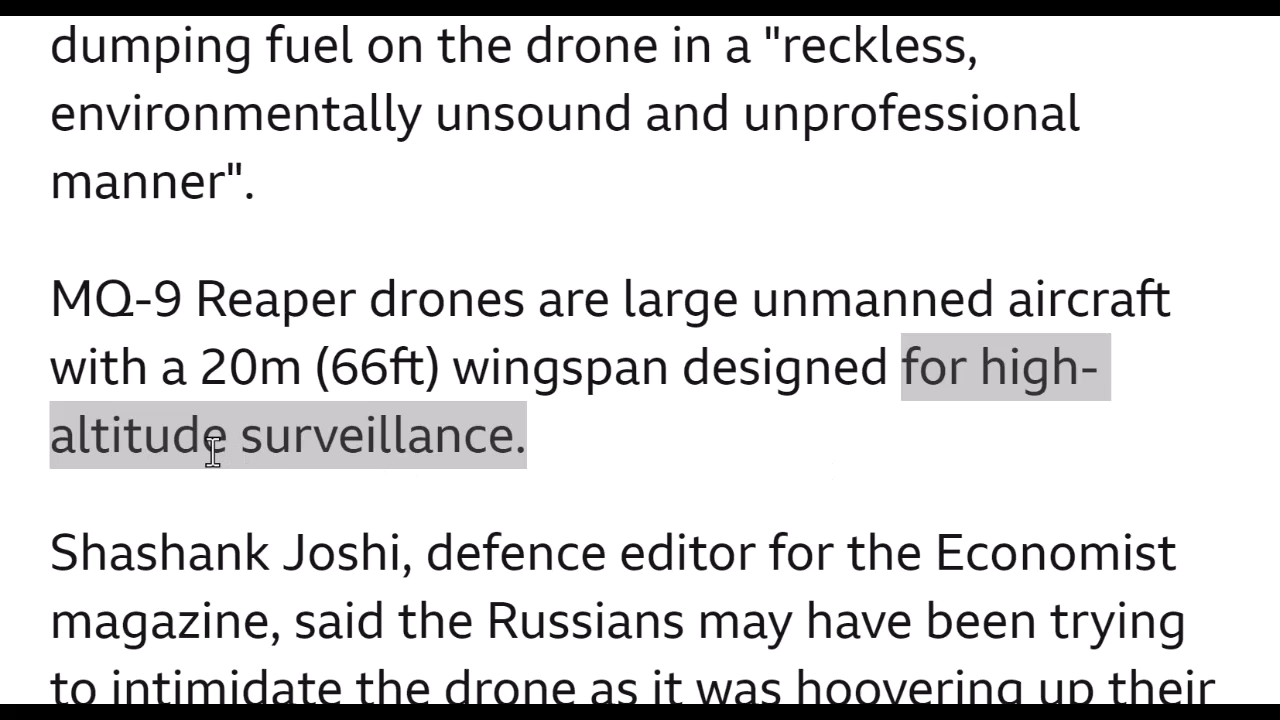 dumping fuel on the drone in a "reckless,
environmentally unsound and unprofessional
manner".
MQ-9 Reaper drones are large unmanned aircraft
with a 20m (66ft) wingspan designed for high-
altitude surveillance.
Shashank Joshi, defence editor for the Economist
magazine, said the Russians may have been trying
to intimidate the drone as it was hoovering up their